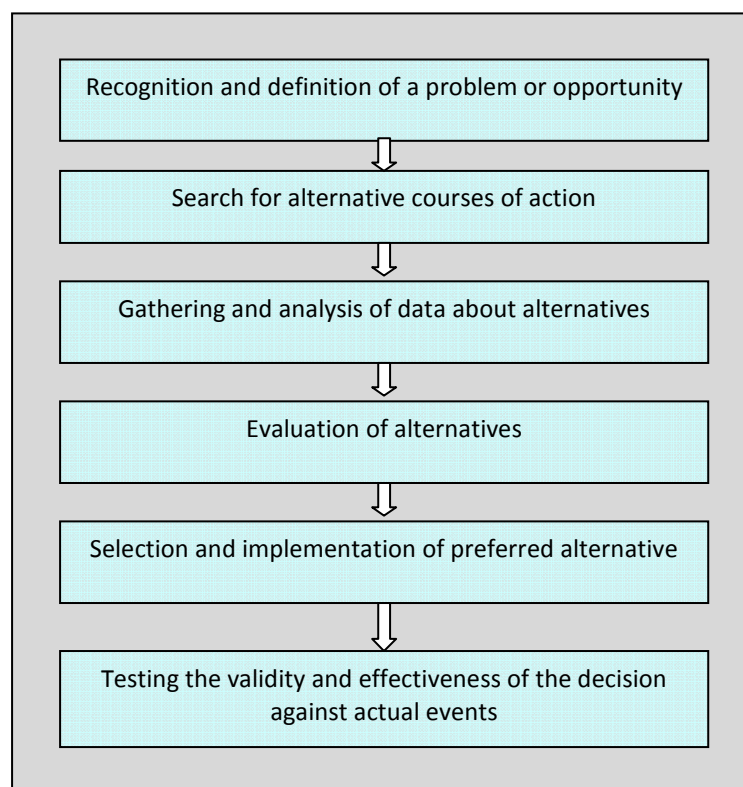 Recognition and definition of a problem or opportunity
Search for alternative courses of action
Gathering and analysis of data about alternatives
Evaluation of alternatives
Selection and implementation of preferred alternative
Testing the validity and effectiveness of the decision
against actual events